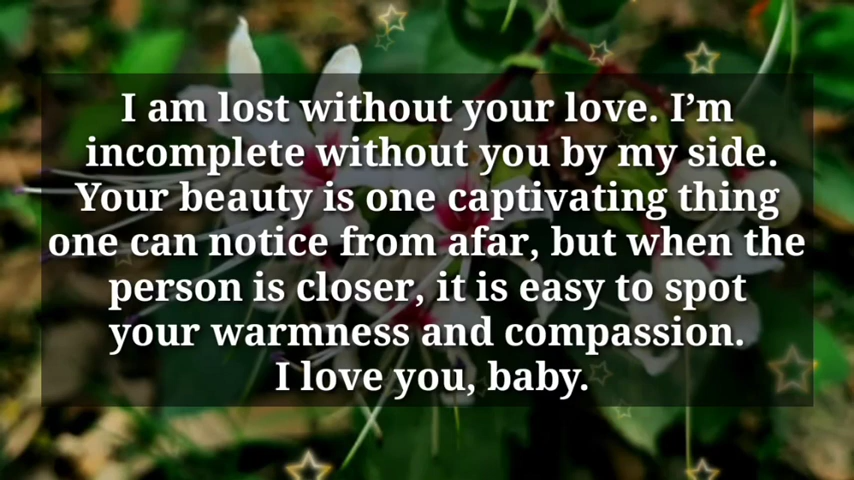 I am lost without your love. I’m
incomplete without you by my side.
Your beauty is one captivating thing
one can notice from afar, but when the
person is closer, it is easy to spot
your warmness and compassion.
I love you, baby.